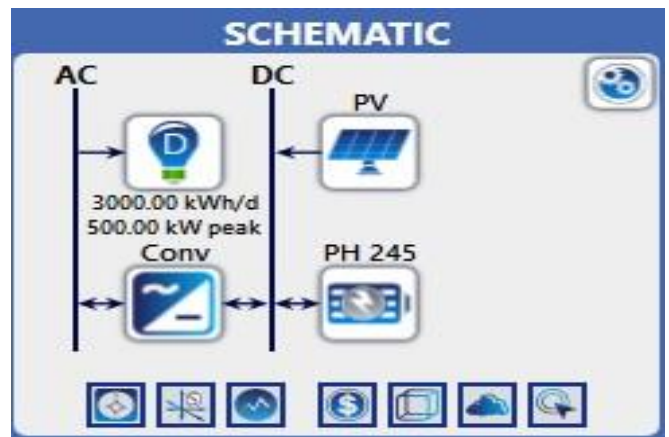 SCHEMATIC
AC
DC
PV
D
3000.00 kWh/d
500.00 kW peak
Conv
PH 245